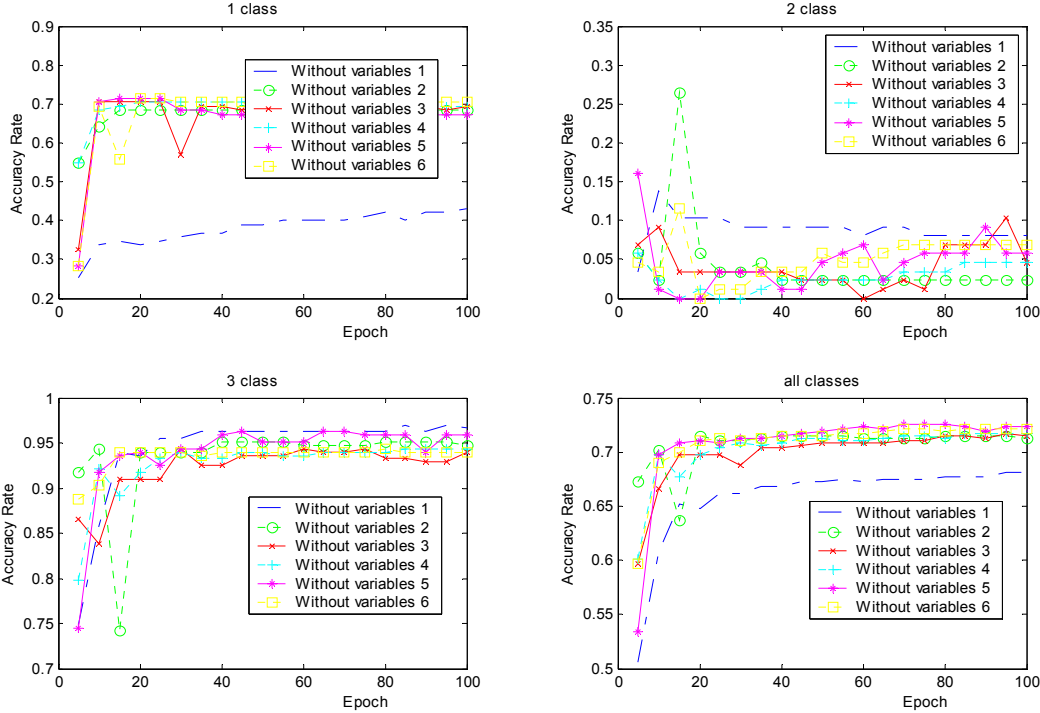 1 class
0.9
0.8
0.7
0.6
0.5
0.4
0.3
0.2
0
20
40
60
80
100
Accuracy Rate
Epoch
Without variables 1
Without variables 2
Without variables 3
Without variables 4
Without variables 5
Without variables 6
2 class
0.35
0.3
0.25
0.2
0.15
0.1
0.05
0
0
20
40
60
80
100
Accuracy Rate
Epoch
Without variables 1
Without variables 2
Without variables 3
Without variables 4
Without variables 5
Without variables 6
3 class
1
0.95
0.9
0.85
0.8
0.75
0.7
0
20
40
60
80
100
Accuracy Rate
Epoch
Without variables 1
Without variables 2
Without variables 3
Without variables 4
Without variables 5
Without variables 6
all classes
0.75
0.7
0.65
0.6
0.55
0.5
0
20
40
60
80
100
Accuracy Rate
Epoch
Without variables 1
Without variables 2
Without variables 3
Without variables 4
Without variables 5
Without variables 6